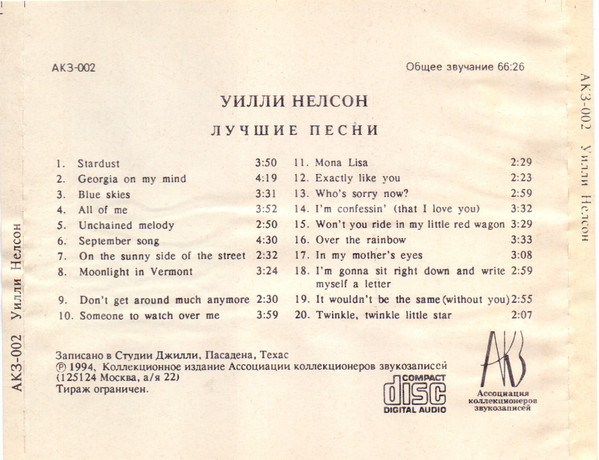 АКЗ-002
Общее звучание 66:26
УИЛЛИ НЕЛСОН
ЛУЧШИЕ ПЕСНИ
1. Stardust 3:50
2. Georgia on my mind 4:19
3. Blue skies 3:31
4. All of me 3:52
5. Unchained melody 2:50
6. September song 4:30
7. On the sunny side of the street 2:32
8. Moonlight in Vermont 3:24
9. Don't get around much anymore 2:30
10. Someone to watch over me 3:59
11. Mona Lisa 2:29
12. Exactly like you 2:23
13. Who's sorry now? 2:59
14. I'm confessin' (that I love you) 3:32
15. Won't you ride in my little red wagon 3:29
16. Over the rainbow 3:33
17. In my mother's eyes 3:08
18. I'm gonna sit right down and write 2:59
myself a letter
19. It wouldn't be the same (without you) 2:55
20. Twinkle, twinkle little star 2:07
Записано в Студии Джилли, Пасадена, Техас
Ⓟ 1994, Коллекционное издание Ассоциации коллекционеров звукозаписей
(125124 Москва, а/я 22)
Тираж ограничен.
COMPACT
disc
DIGITAL AUDIO
АКЗ
Ассоциация
коллекционеров
звукозаписей
АКЗ-002 Уилли Нелсон
АКЗ-002 Уилли Нелсон